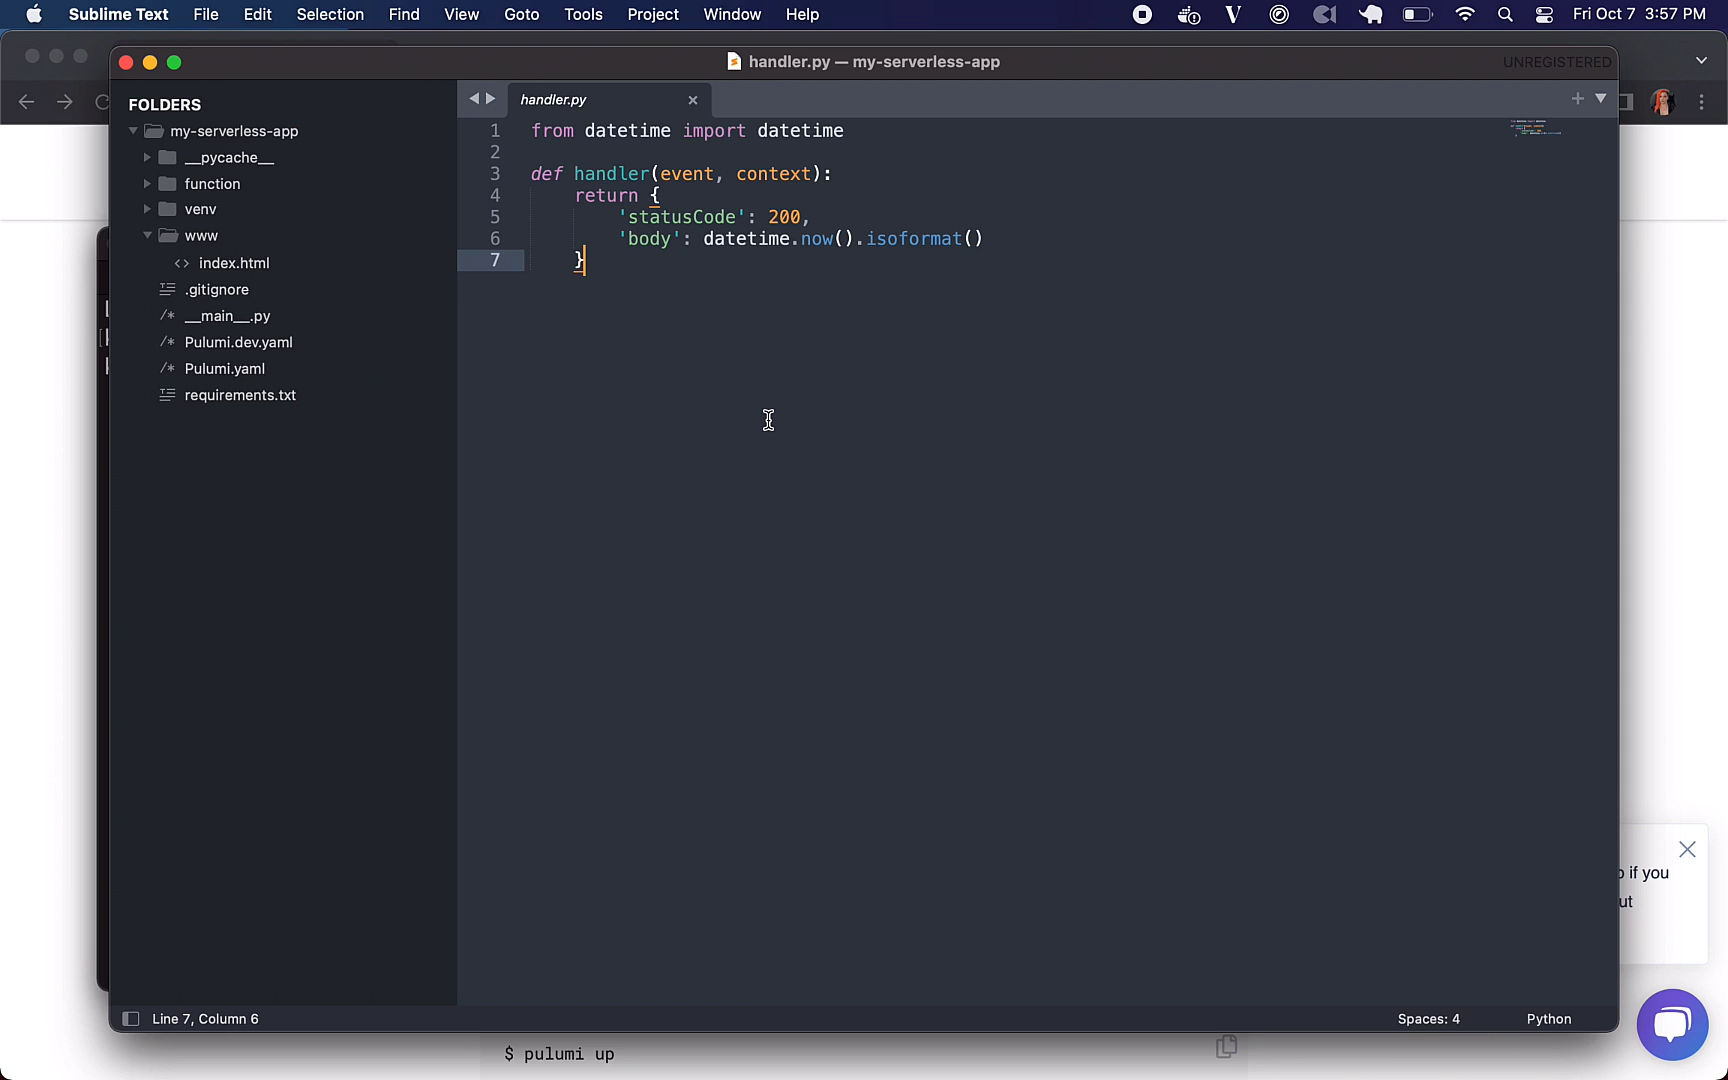 Sublime Text File Edit Selection Find View Goto Tools Project Window Help Fri Oct 7 3:57 PM
handler.py — my-serverless-app UNREGISTERED
FOLDERS
my-serverless-app
__pycache__
function
venv
www
<> index.html
.gitignore
/* __main__.py
/* Pulumi.dev.yaml
/* Pulumi.yaml
requirements.txt
handler.py
1 from datetime import datetime
2
3 def handler(event, context):
4 return {
5 'statusCode': 200,
6 'body': datetime.now().isoformat()
7 }
if you
ut
Line 7, Column 6 Spaces: 4 Python
$ pulumi up